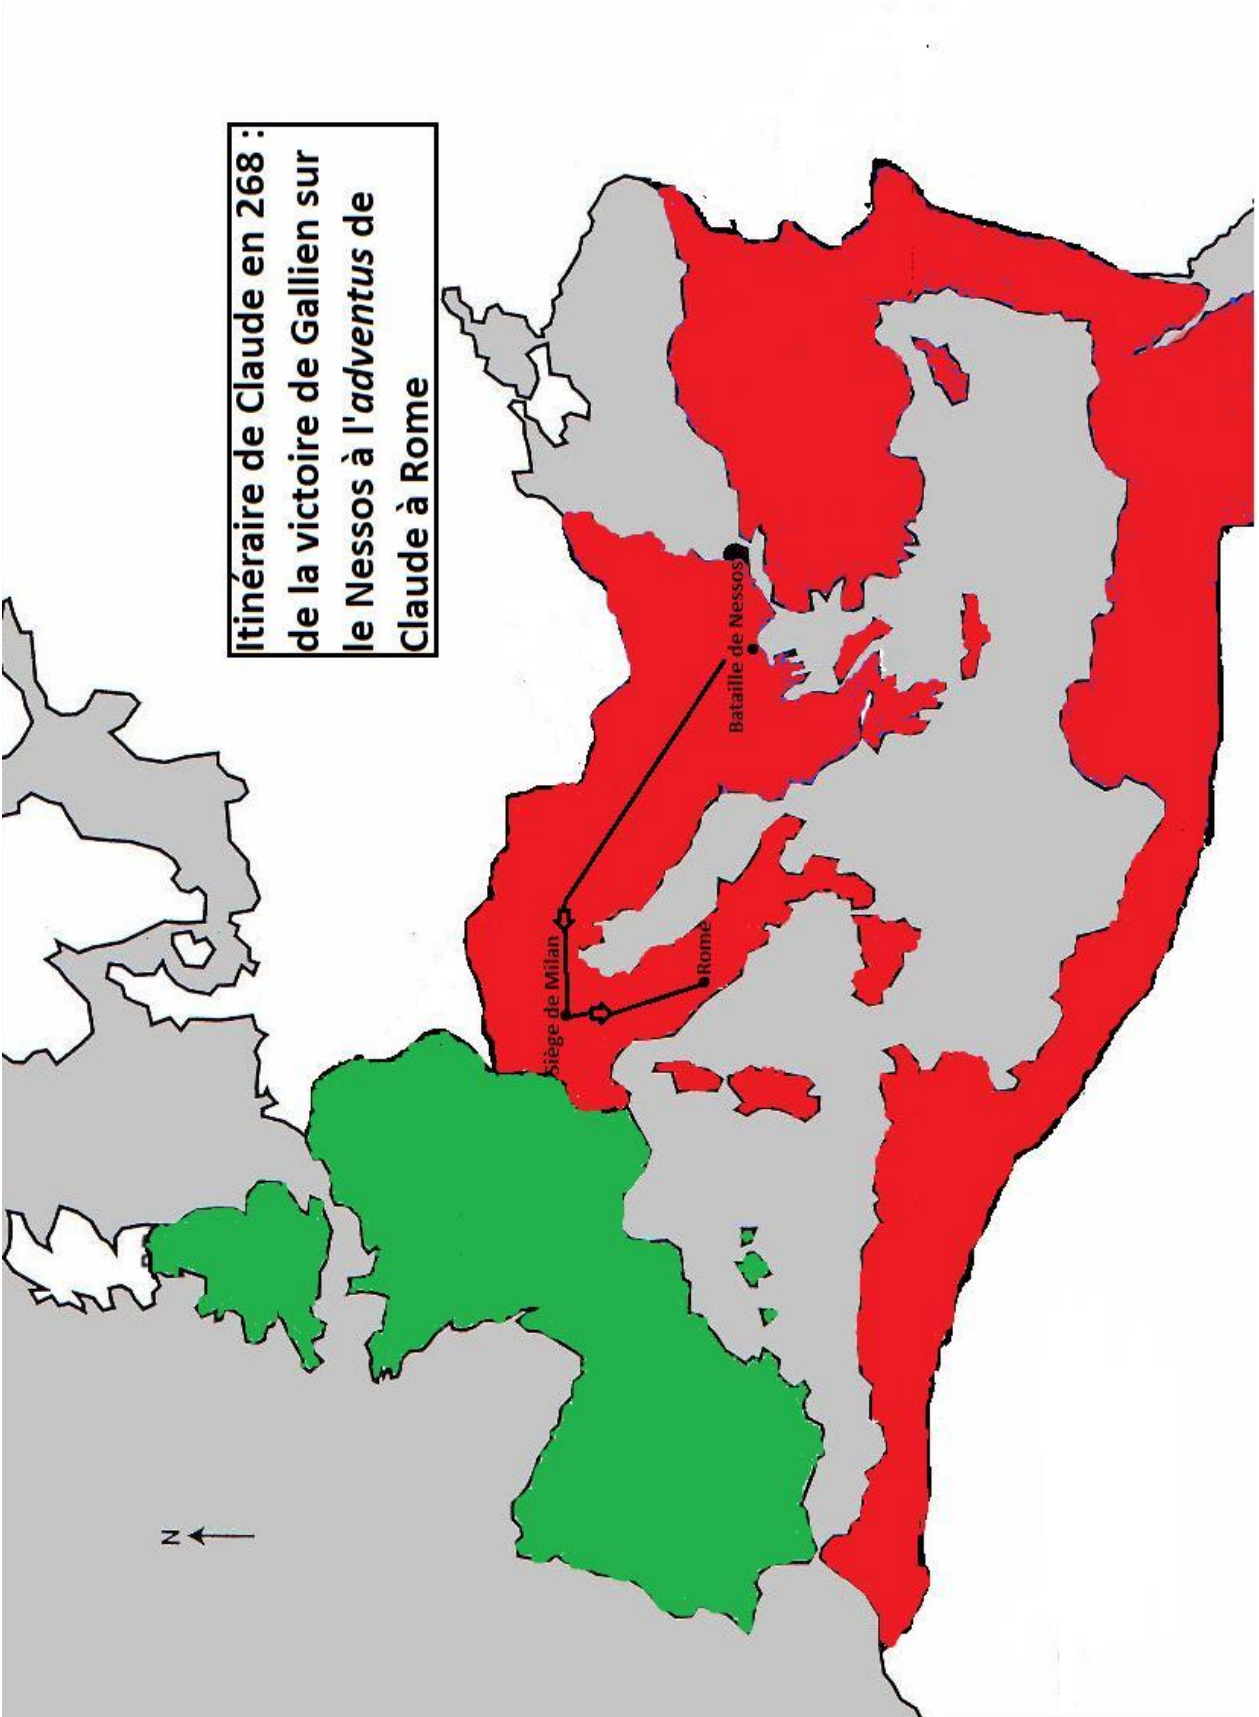 Itinéraire de Claude en 268 :
de la victoire de Gallien sur
le Nessos à l'adventus de
Claude à Rome
N
Siège de Milan
Rome
Bataille de Nessos